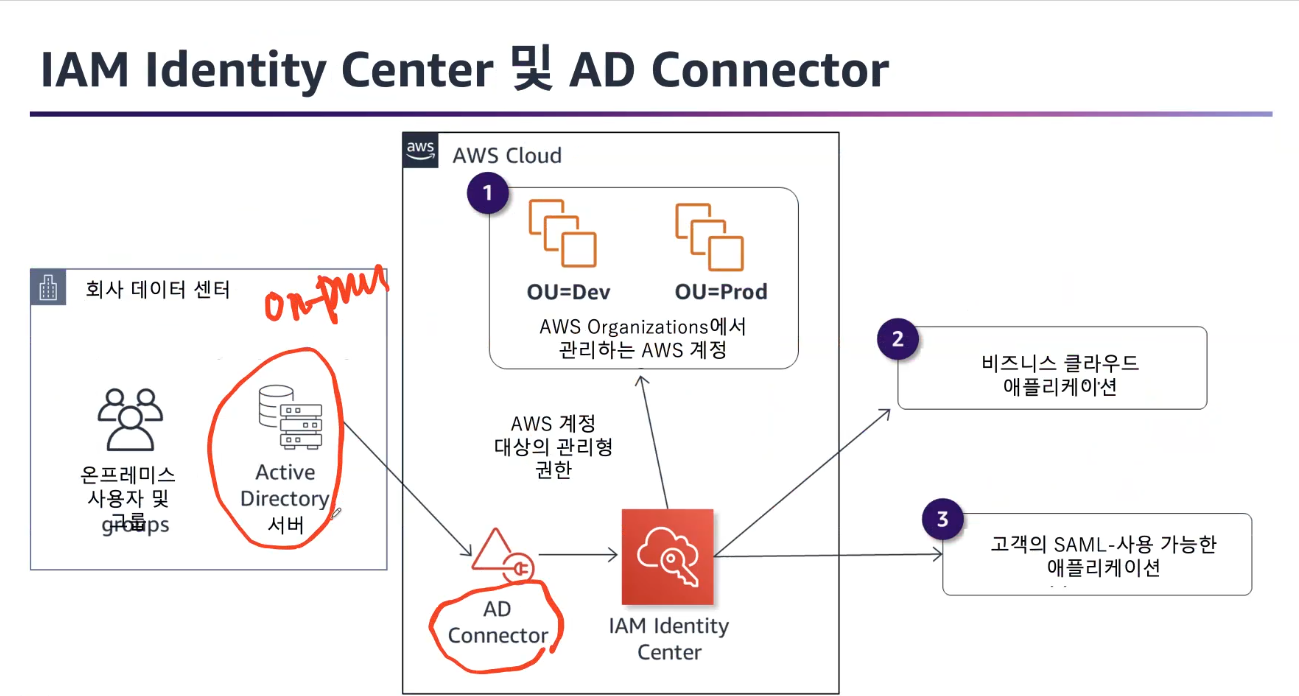 IAM Identity Center 및 AD Connector
aws
AWS Cloud
1
OU=Dev
OU=Prod
AWS Organizations에서
관리하는 AWS 계정
회사 데이터 센터
온프레미스
사용자 및
그룹
groups
Active
Directory
서버
AWS 계정
대상의 관리형
권한
AD
Connector
IAM Identity
Center
2
비즈니스 클라우드
애플리케이션
3
고객의 SAML-사용 가능한
애플리케이션